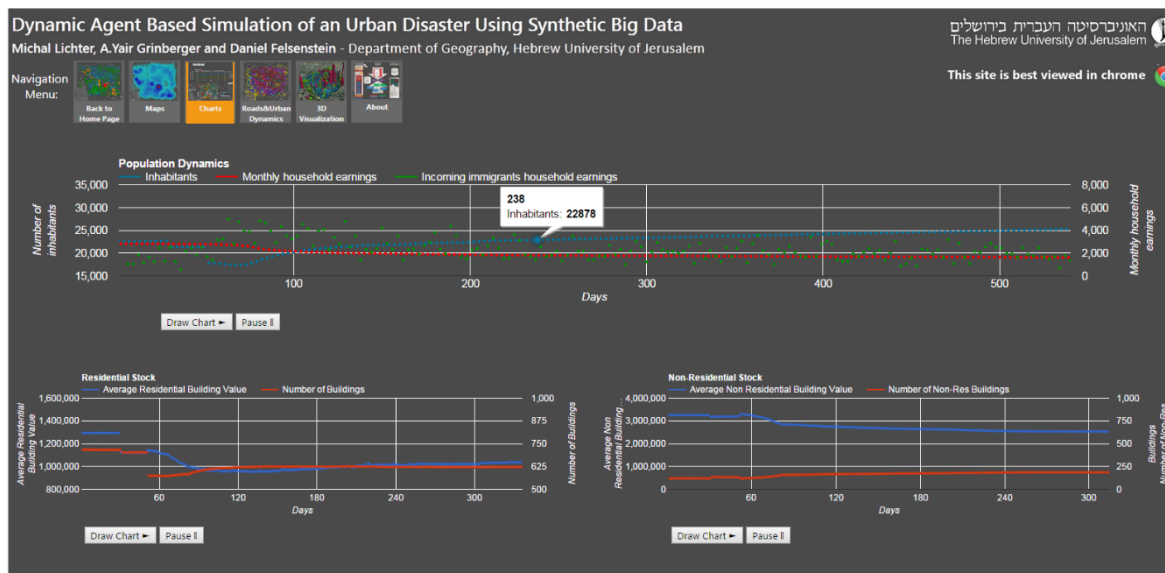 Dynamic Agent Based Simulation of an Urban Disaster Using Synthetic Big Data
Michal Lichter, A.Yair Grinberger and Daniel Felsenstein - Department of Geography, Hebrew University of Jerusalem
האוניברסיטה העברית בירושלים
The Hebrew University of Jerusalem
This site is best viewed in chrome
Navigation
Menu:
Back to
Home Page
Maps
Charts
Roads&Urban
Dynamics
3D
Visualization
About
Population Dynamics
Inhabitants
Monthly household earnings
Incoming immigrants household earnings
Number of
inhabitants
35,000
30,000
25,000
20,000
15,000
238
Inhabitants: 22878
8,000
6,000
4,000
2,000
0
Monthly household
earnings
100
200
300
400
500
Days
Draw Chart ►
Pause ||
Residential Stock
Average Residential Building Value
Number of Buildings
Average Residential
Building Value
1,600,000
1,400,000
1,200,000
1,000,000
800,000
1,000
875
750
625
500
Number of Buildings
60
120
180
240
300
Days
Draw Chart ►
Pause ||
Non-Residential Stock
Average Non Residential Building Value
Number of Non-Res Buildings
Average Non
Residential Building...
4,000,000
3,000,000
2,000,000
1,000,000
0
1,000
750
500
250
0
Buildings
Number of Non-Res
60
120
180
240
300
Days
Draw Chart ►
Pause ||